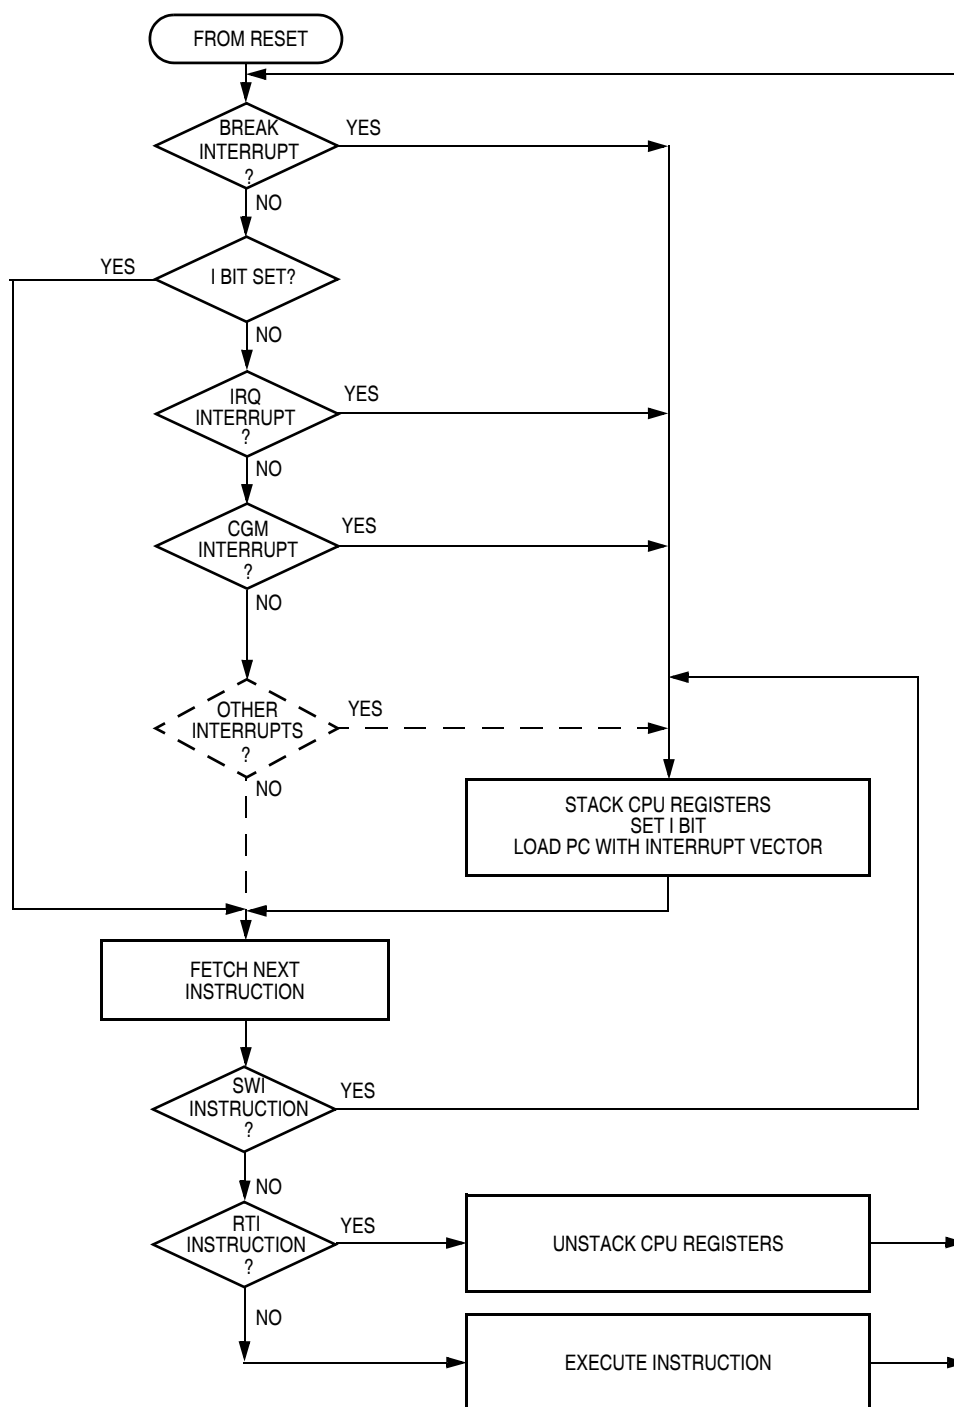 FROM RESET
BREAK
INTERRUPT
?
YES
NO
I BIT SET?
YES
NO
IRQ
INTERRUPT
?
YES
NO
CGM
INTERRUPT
?
YES
NO
OTHER
INTERRUPTS
?
YES
NO
STACK CPU REGISTERS
SET I BIT
LOAD PC WITH INTERRUPT VECTOR
FETCH NEXT
INSTRUCTION
SWI
INSTRUCTION
?
YES
NO
RTI
INSTRUCTION
?
YES
UNSTACK CPU REGISTERS
NO
EXECUTE INSTRUCTION